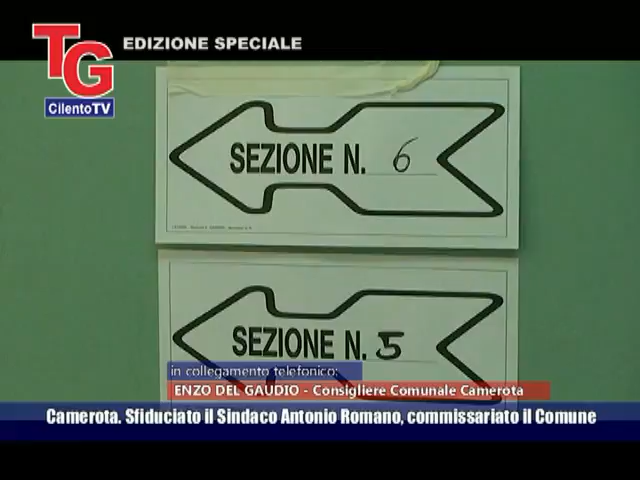 TG
CilentoTV
EDIZIONE SPECIALE
SEZIONE N. 6
SEZIONE N. 5
in collegamento telefonico:
ENZO DEL GAUDIO - Consigliere Comunale Camerota
Camerota. Sfiduciato il Sindaco Antonio Romano, commissariato il Comune